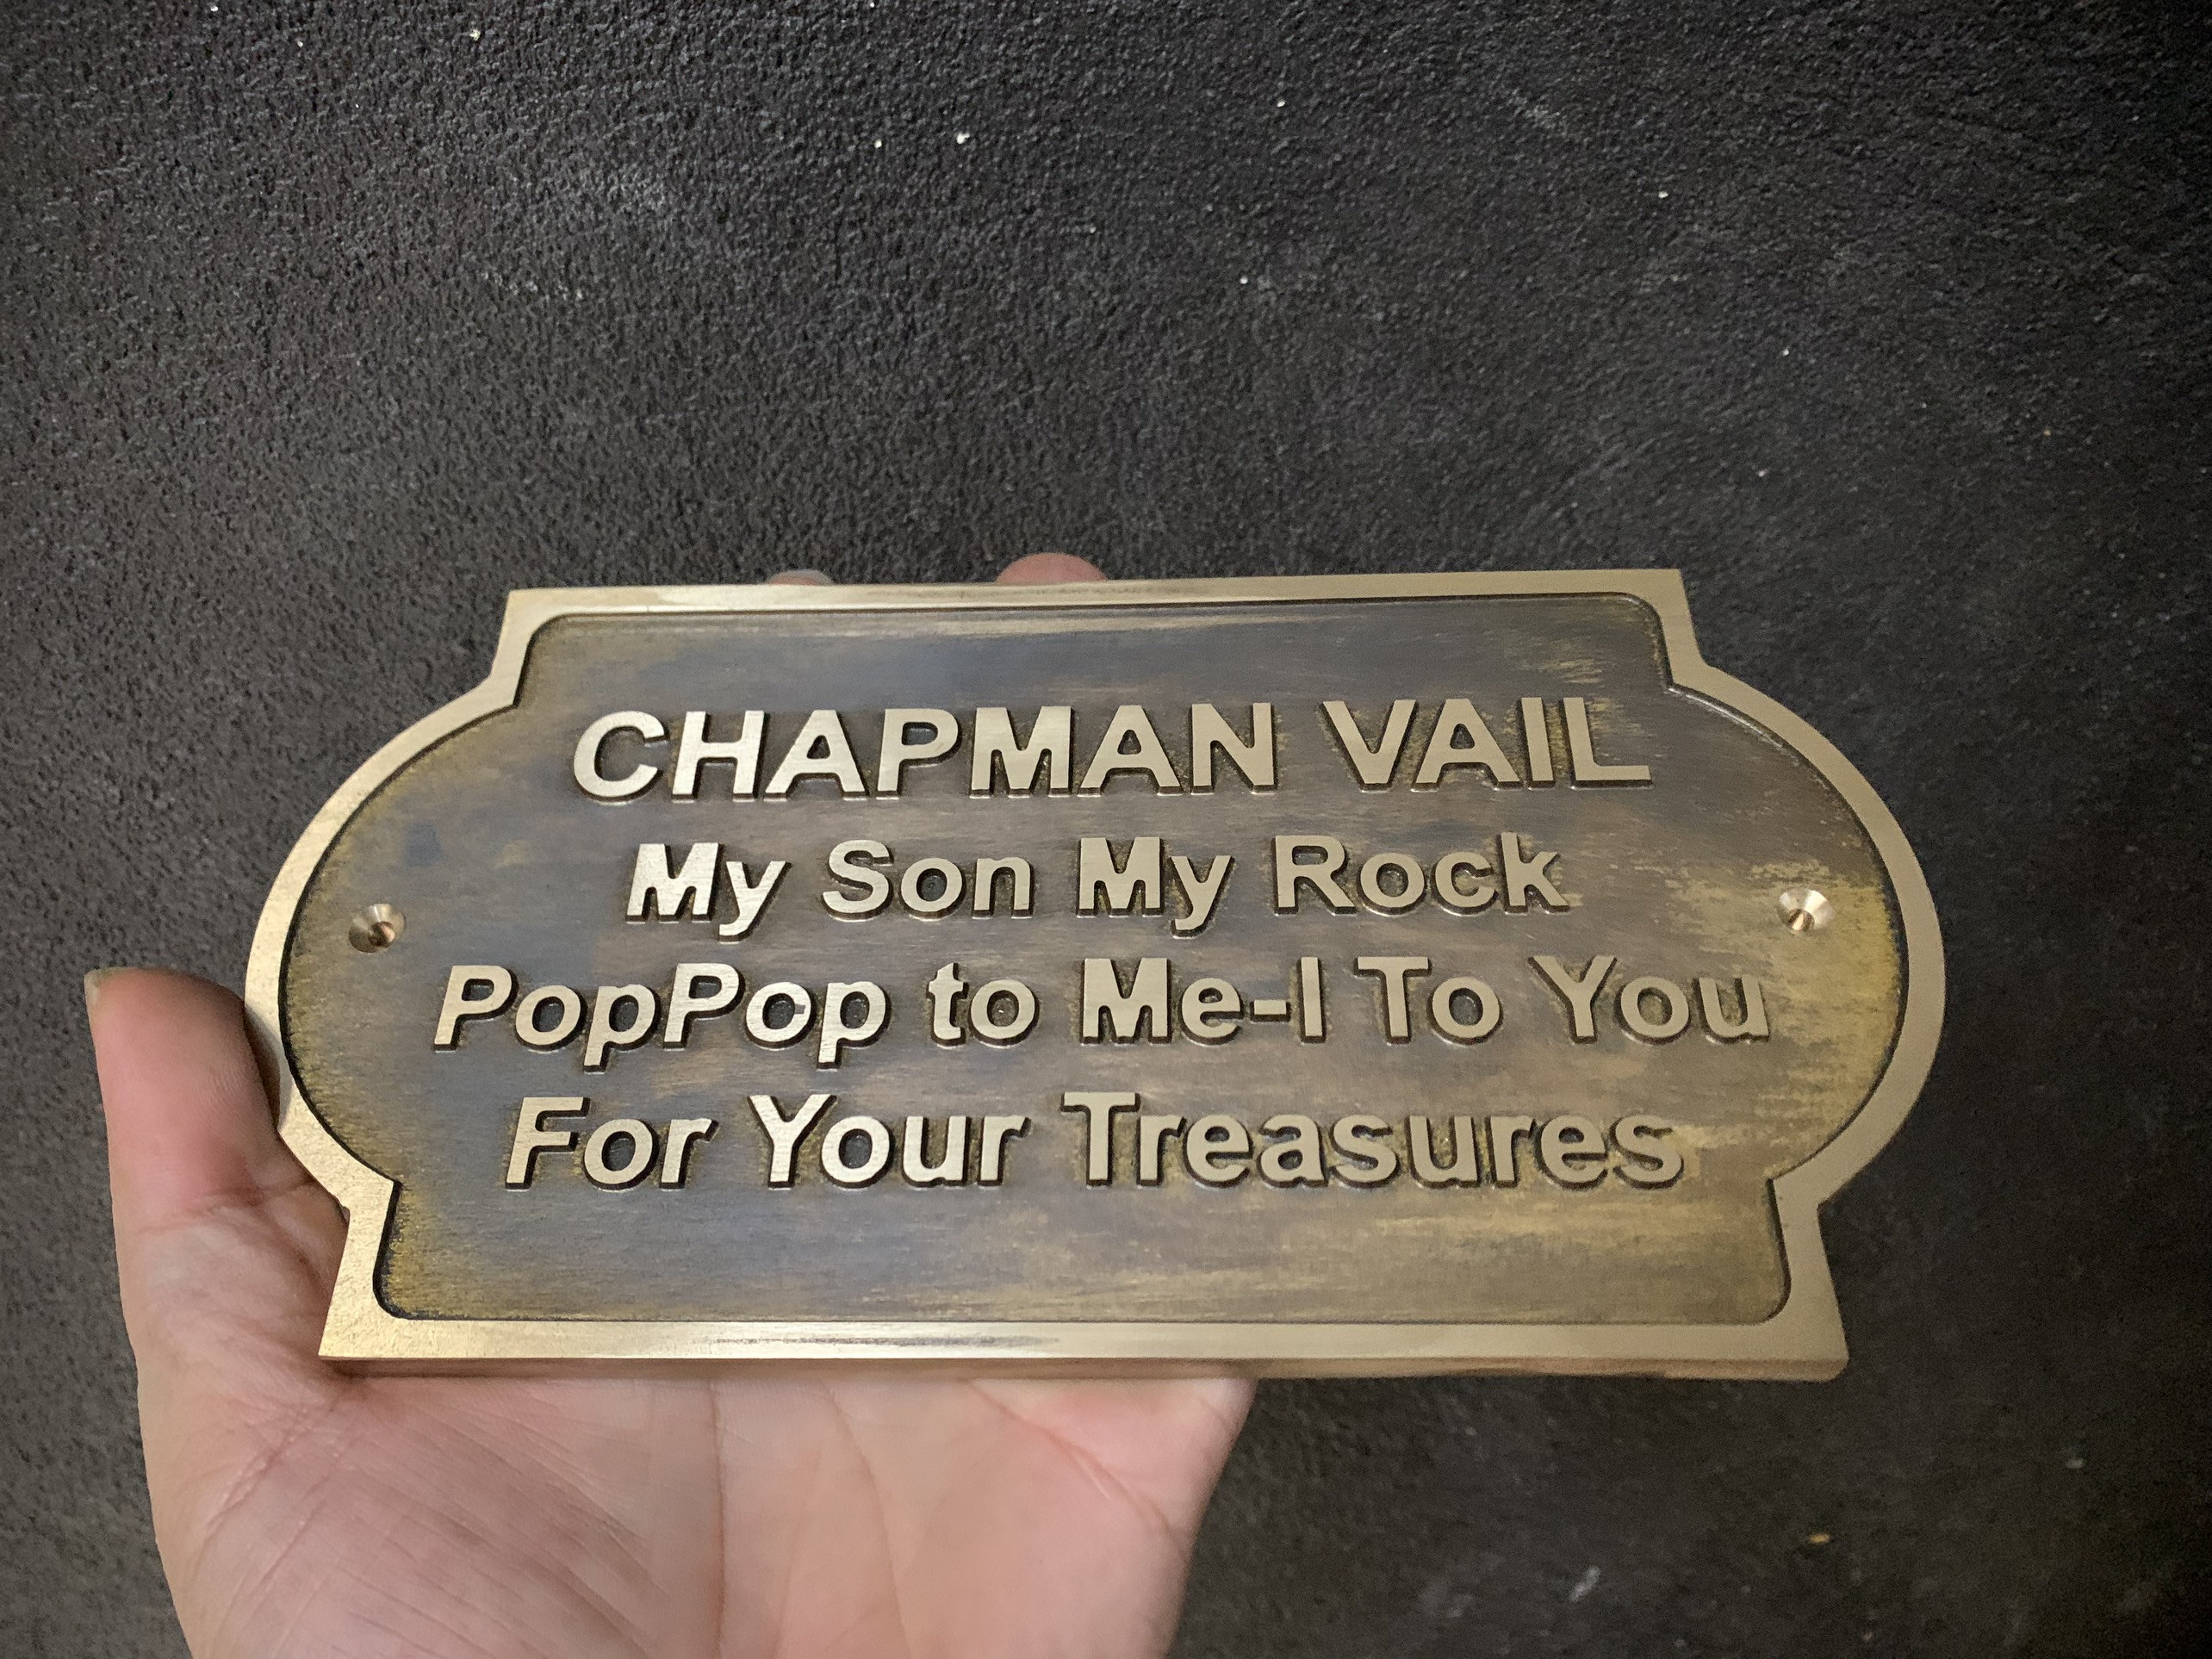 CHAPMAN VAIL
My Son My Rock
PopPop to Me-I To You
For Your Treasures